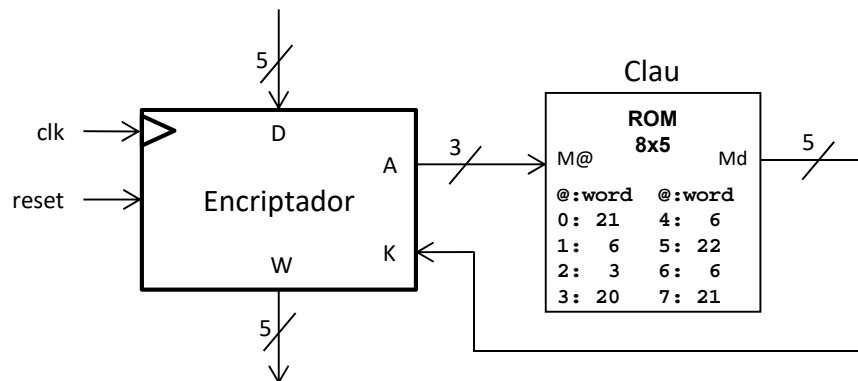 5
Clau
clk
D
ROM
8x5
3
5
A
M@
Md
reset
Encriptador
@:word @:word
0: 21 4: 6
1: 6 5: 22
2: 3 6: 6
3: 20 7: 21
W
K
5